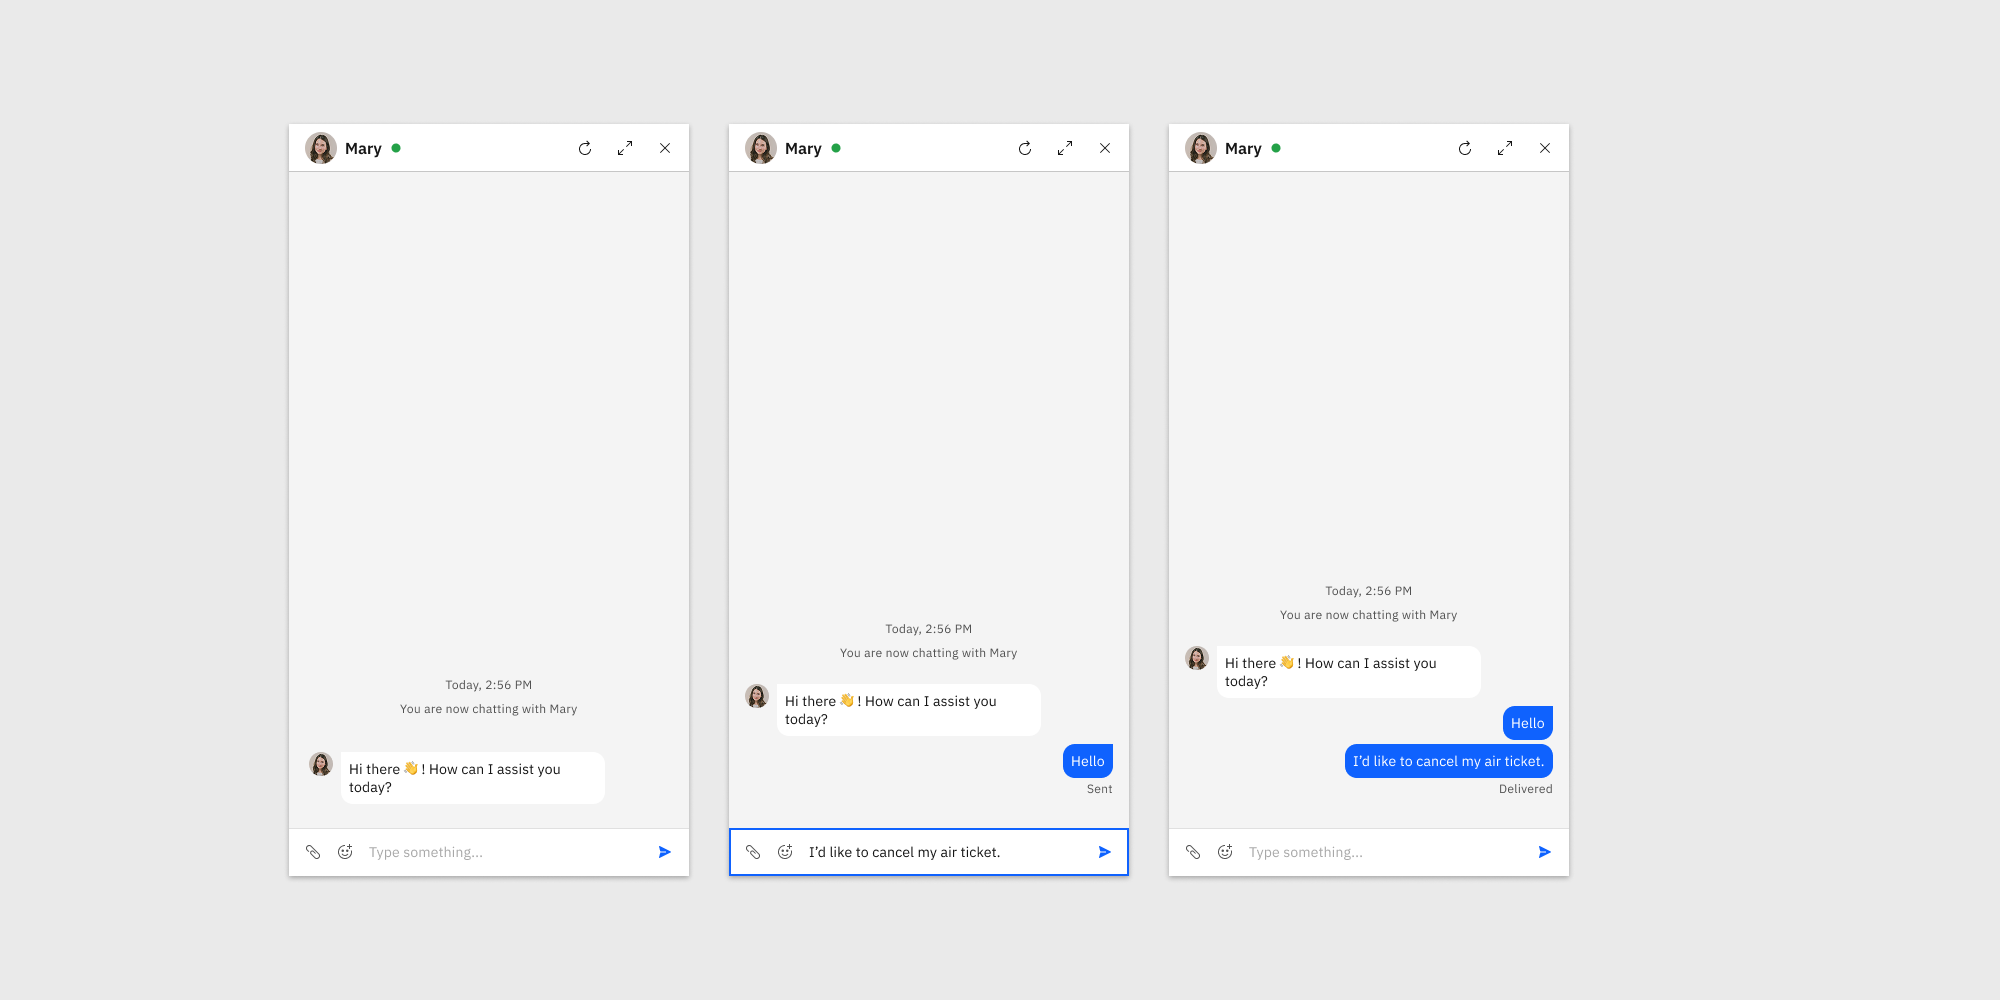 Mary
Today, 2:56 PM
You are now chatting with Mary
Hi there 👋 ! How can I assist you
today?
Type something...
Mary
Today, 2:56 PM
You are now chatting with Mary
Hi there 👋 ! How can I assist you
today?
Hello
Sent
I’d like to cancel my air ticket.
Mary
Today, 2:56 PM
You are now chatting with Mary
Hi there 👋 ! How can I assist you
today?
Hello
I’d like to cancel my air ticket.
Delivered
Type something...